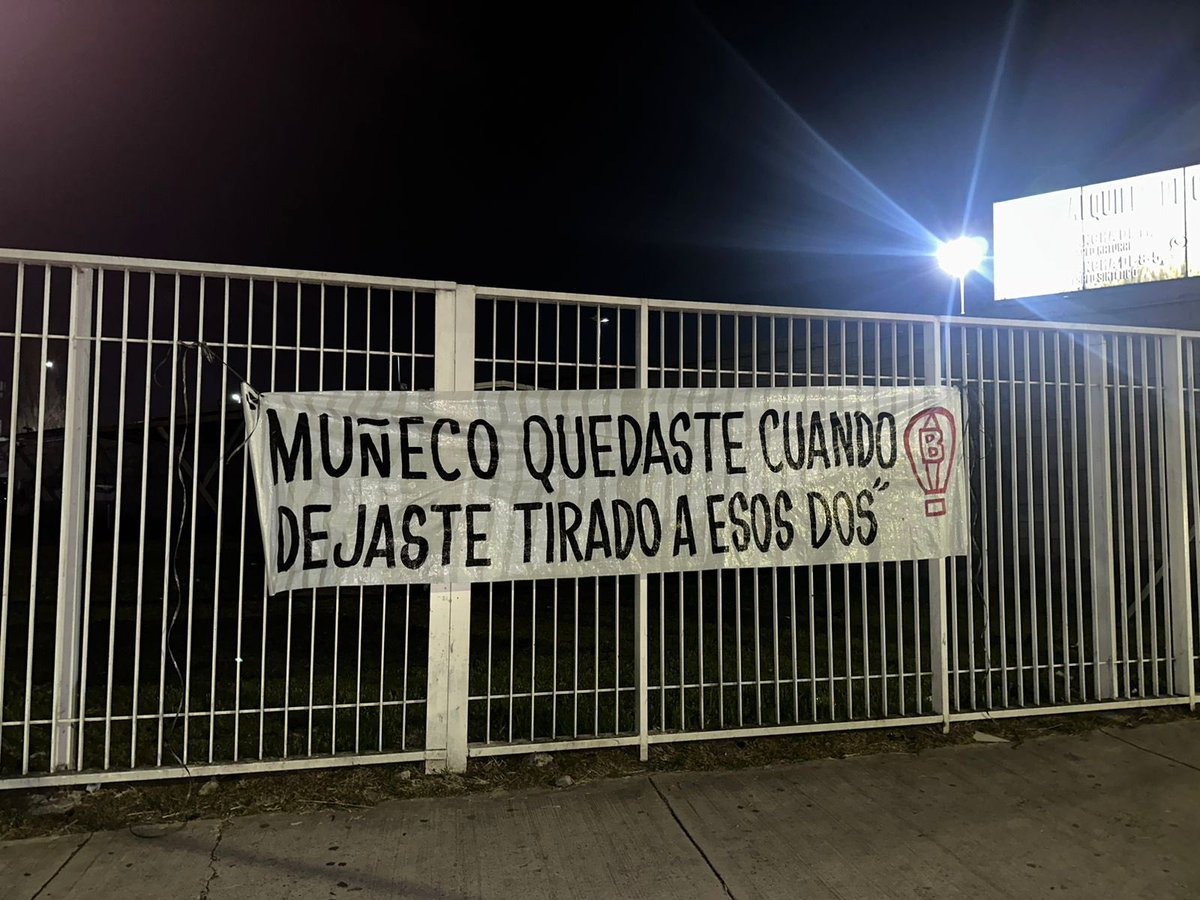 MUÑECO QUEDASTE CUANDO
DEJASTE TIRADO A ESOS DOS"
B